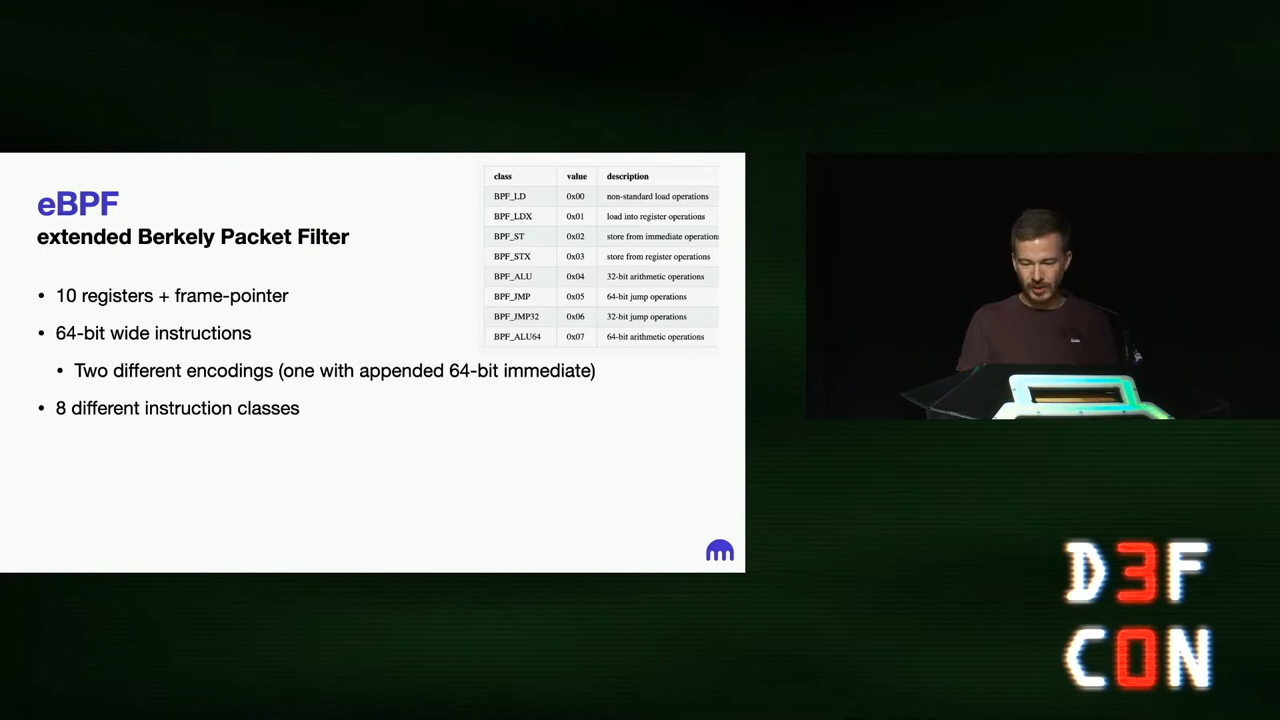 eBPF
extended Berkely Packet Filter
• 10 registers + frame-pointer
• 64-bit wide instructions
• Two different encodings (one with appended 64-bit immediate)
• 8 different instruction classes
class value description
BPF_LD 0x00 non-standard load operations
BPF_LDX 0x01 load into register operations
BPF_ST 0x02 store from immediate operations
BPF_STX 0x03 store from register operations
BPF_ALU 0x04 32-bit arithmetic operations
BPF_JMP 0x05 64-bit jump operations
BPF_JMP32 0x06 32-bit jump operations
BPF_ALU64 0x07 64-bit arithmetic operations
D3F
C0N